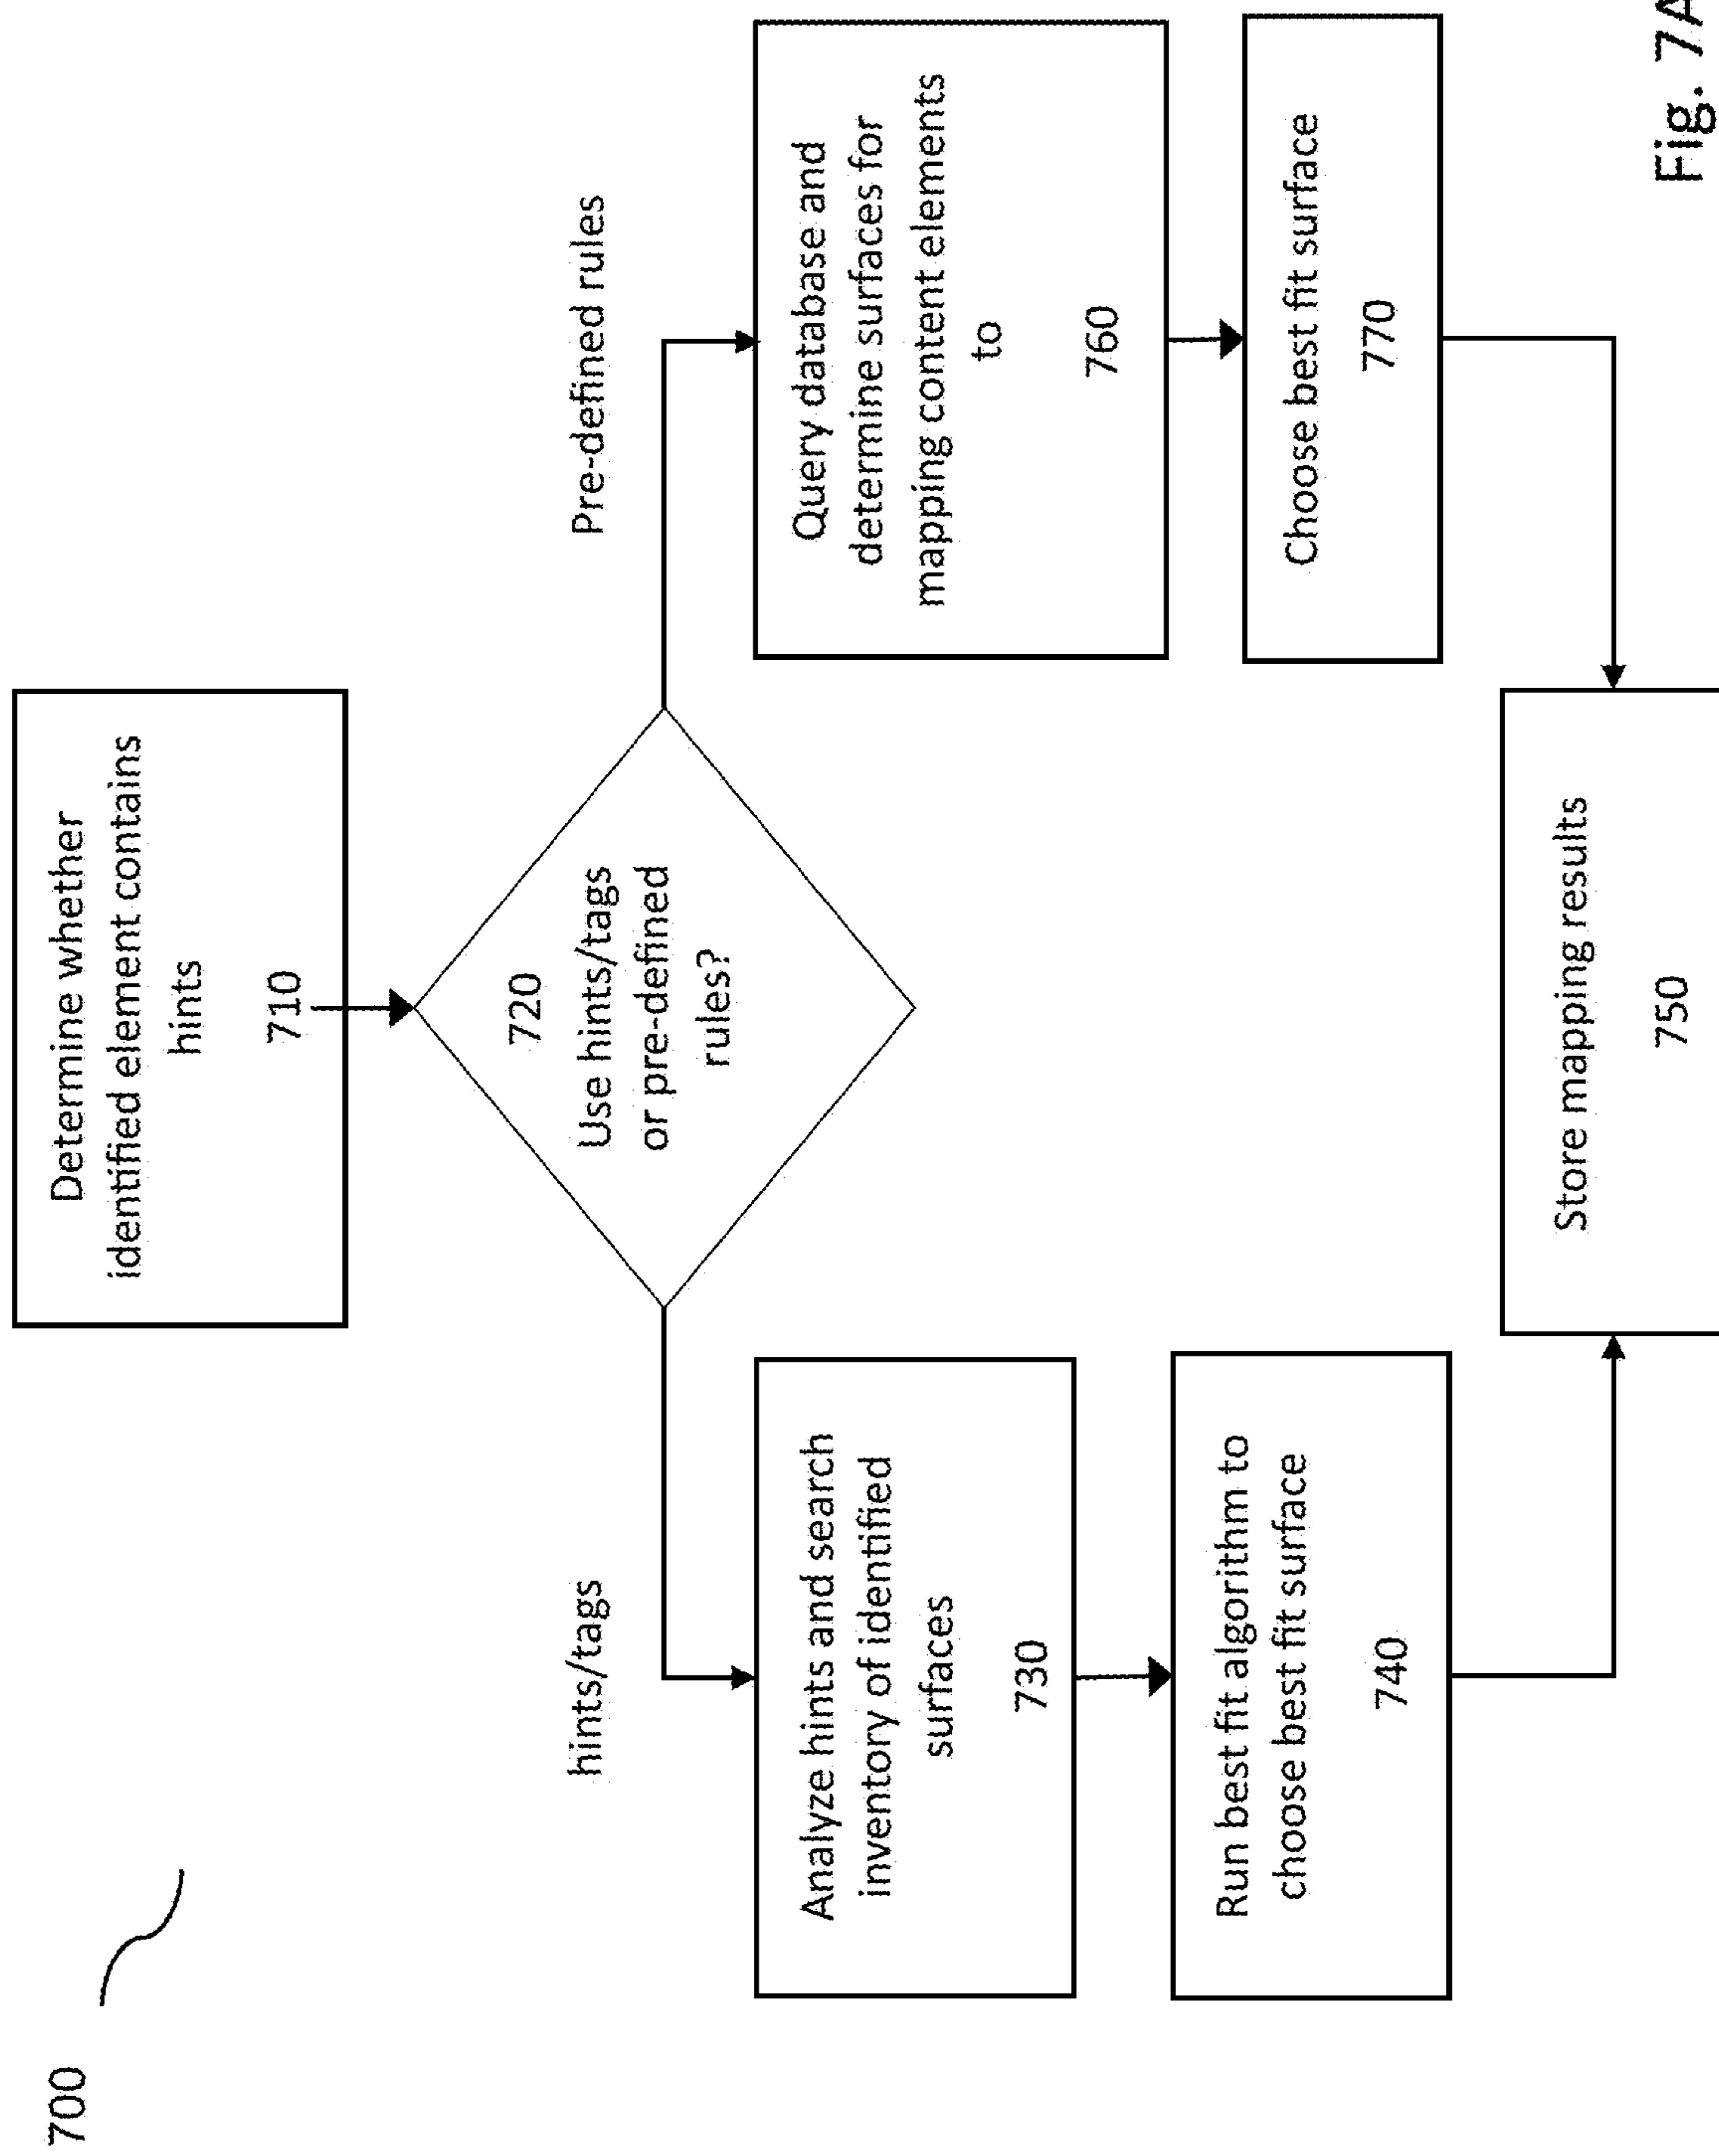 700
Determine whether
identified element contains
hints
710
720
Use hints/tags
or pre-defined
rules?
hints/tags
Analyze hints and search
inventory of identified
surfaces
730
Run best fit algorithm to
choose best fit surface
740
Pre-defined rules
Query database and
determine surfaces for
mapping content elements
to
760
Choose best fit surface
770
Store mapping results
750
Fig. 7A